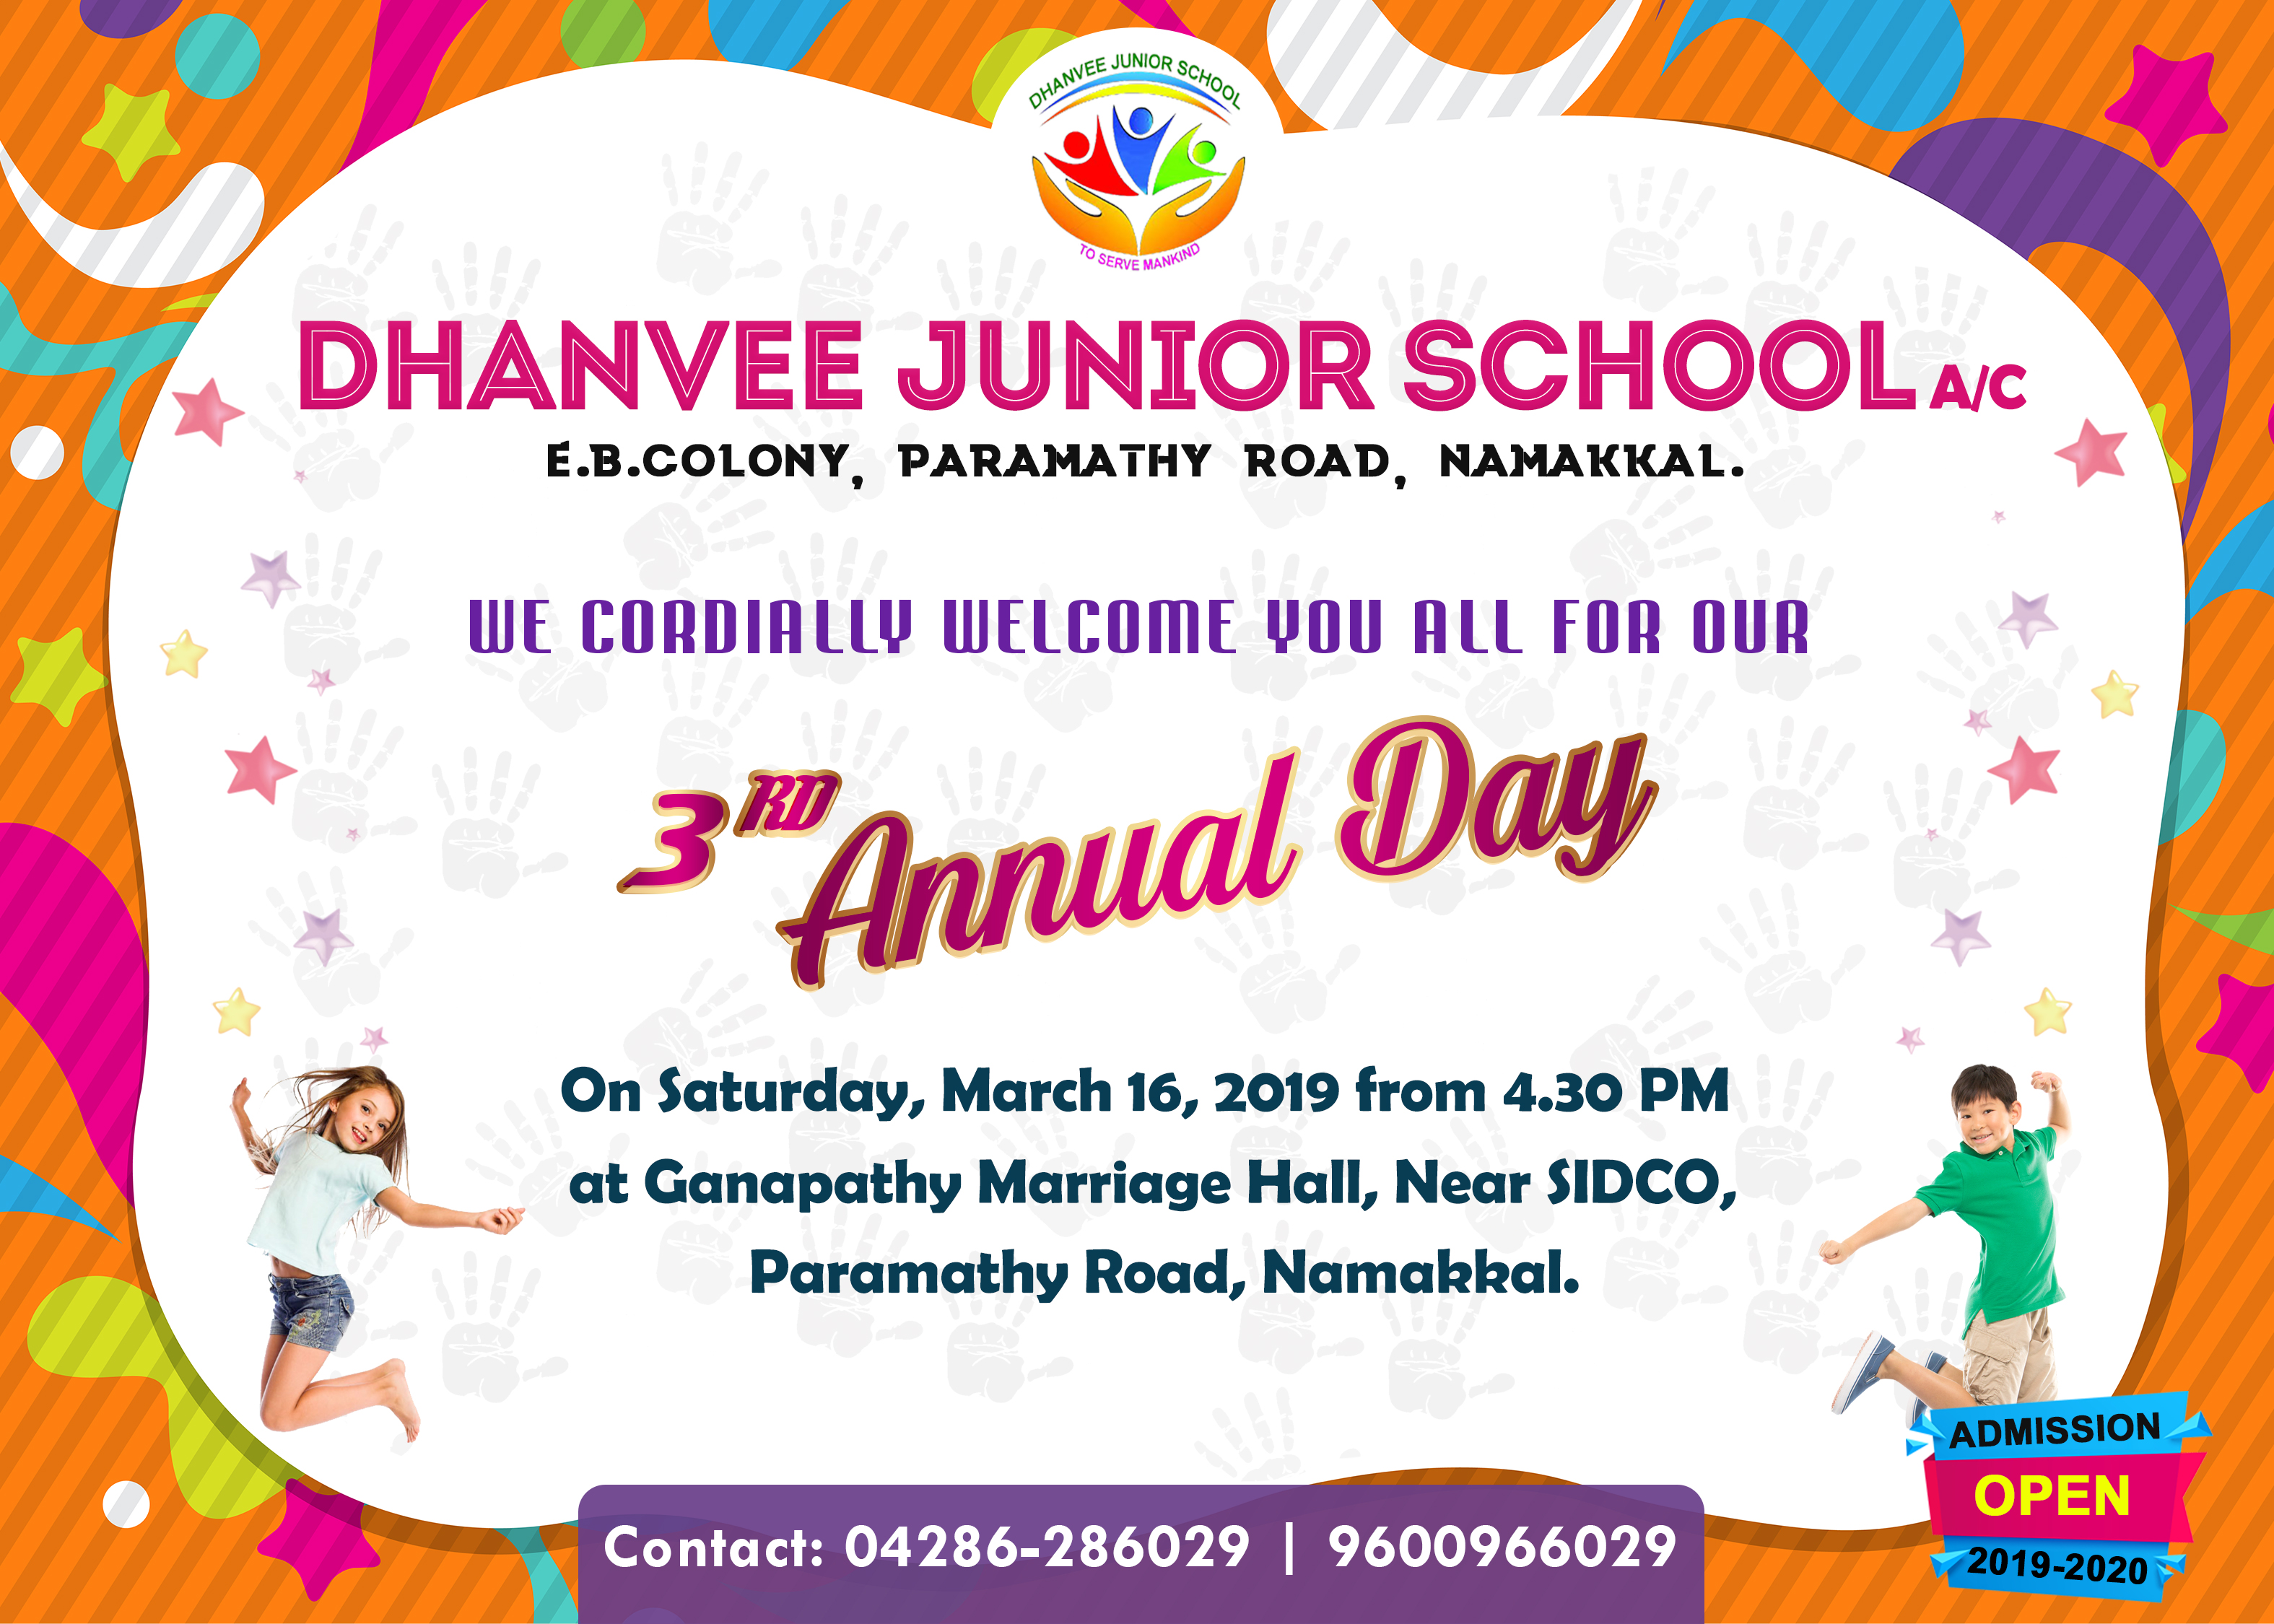 DHANVEE JUNIOR SCHOOL
TO SERVE MANKIND
DHANVEE JUNIOR SCHOOL A/C
E.B.COLONY, PARAMATHY ROAD, NAMAKKAL.
WE CORDIALLY WELCOME YOU ALL FOR OUR
3RD Annual Day
On Saturday, March 16, 2019 from 4.30 PM
at Ganapathy Marriage Hall, Near SIDCO,
Paramathy Road, Namakkal.
ADMISSION
OPEN
2019-2020
Contact: 04286-286029 | 9600966029